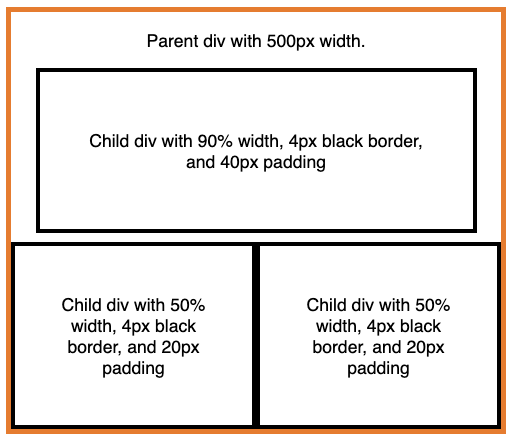 Parent div with 500px width.
Child div with 90% width, 4px black border,
and 40px padding
Child div with 50%
width, 4px black
border, and 20px
padding
Child div with 50%
width, 4px black
border, and 20px
padding